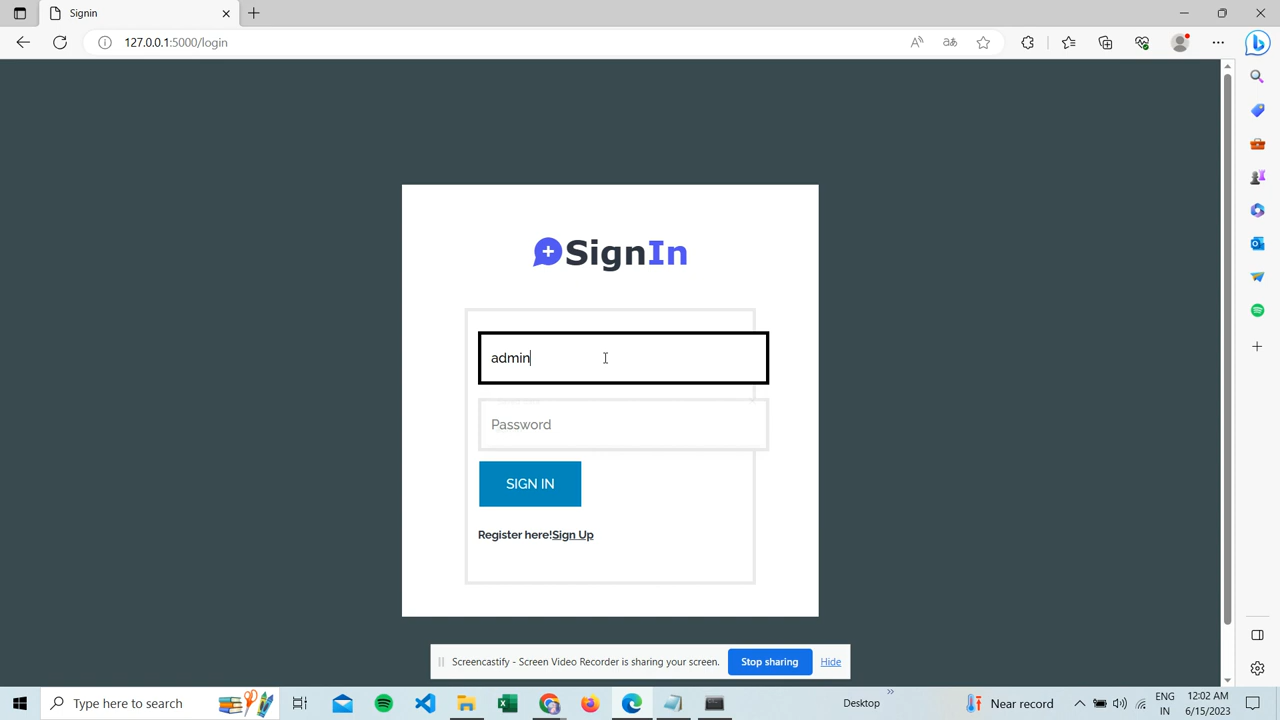 Signin
127.0.0.1:5000/login
SignIn
admin
Password
SIGN IN
Register here!Sign Up
Screencastify - Screen Video Recorder is sharing your screen.
Stop sharing
Hide
Type here to search
Desktop
Near record
ENG
IN
12:02 AM
6/15/2023